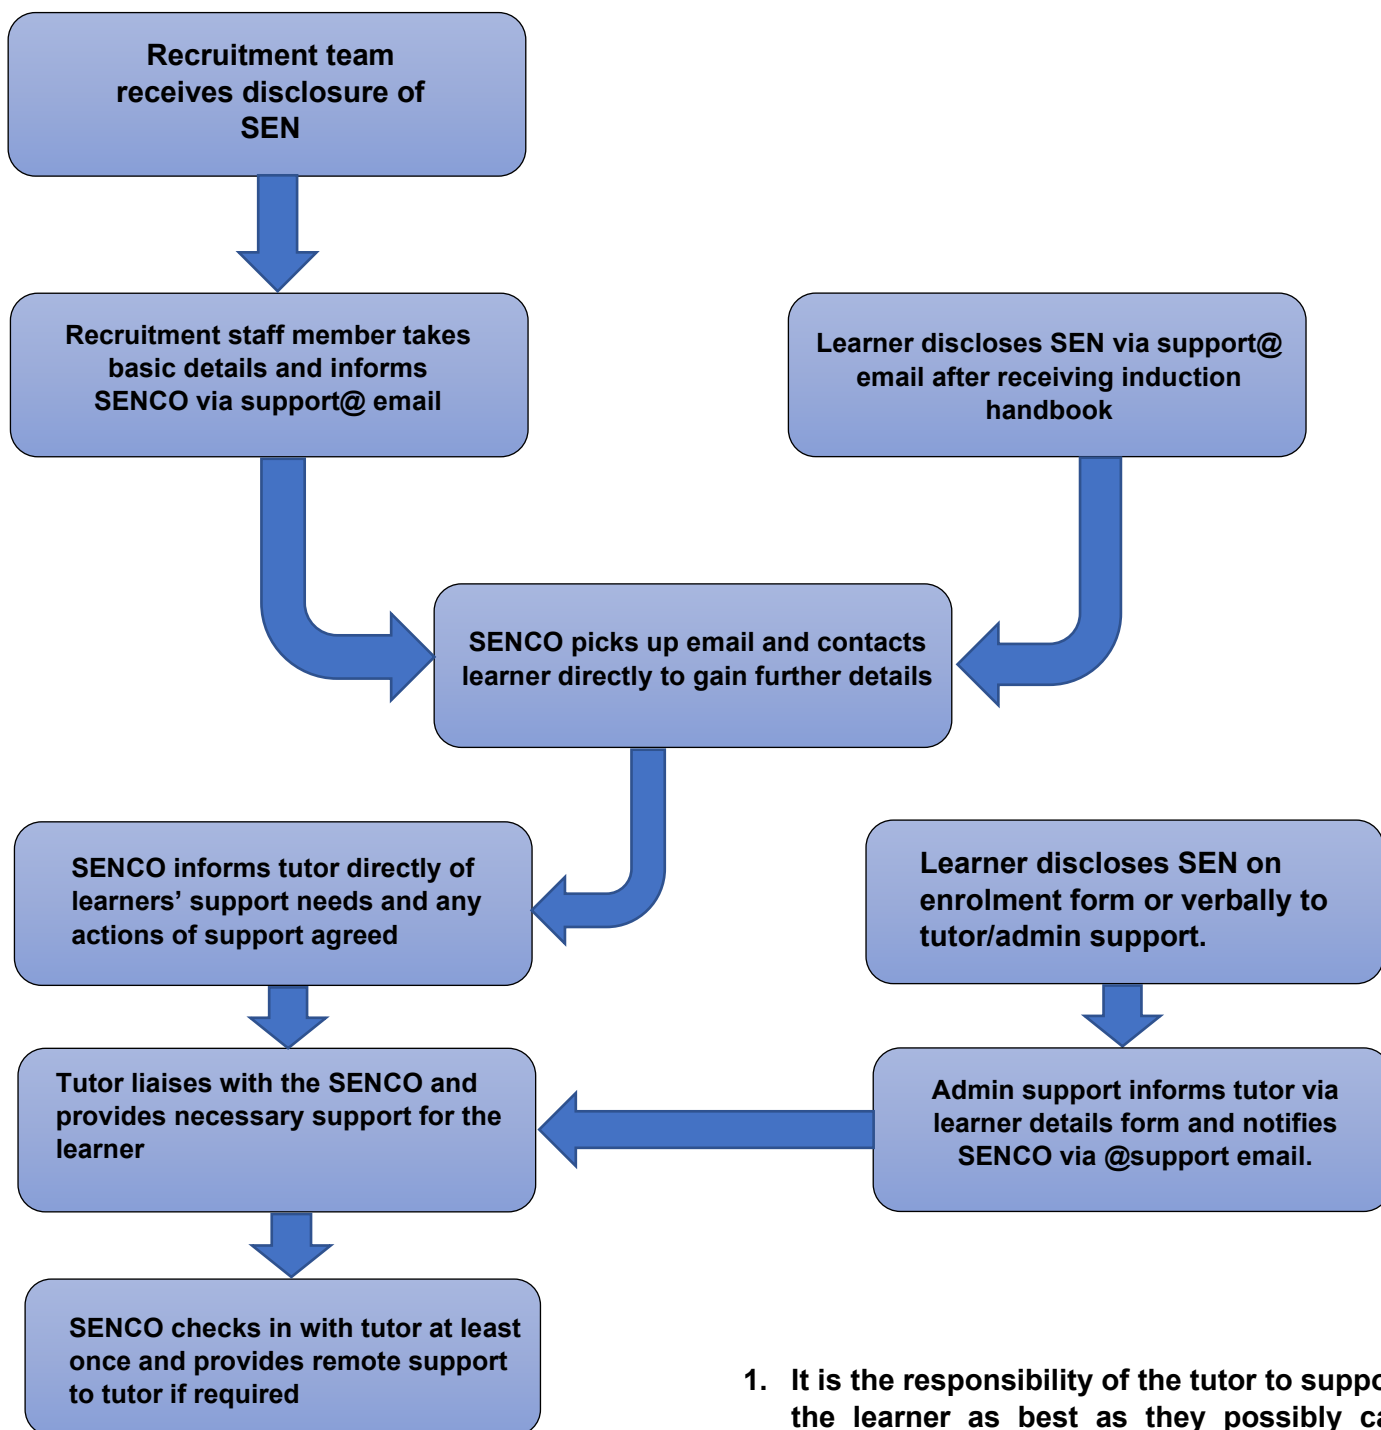 Recruitment team
receives disclosure of
SEN
Recruitment staff member takes
basic details and informs
SENCO via support@ email
Learner discloses SEN via support@
email after receiving induction
handbook
SENCO picks up email and contacts
learner directly to gain further details
SENCO informs tutor directly of
learners’ support needs and any
actions of support agreed
Learner discloses SEN on
enrolment form or verbally to
tutor/admin support.
Tutor liaises with the SENCO and
provides necessary support for the
learner
Admin support informs tutor via
learner details form and notifies
SENCO via @support email.
SENCO checks in with tutor at least
once and provides remote support
to tutor if required
1. It is the responsibility of the tutor to
the learner as best as they possibly